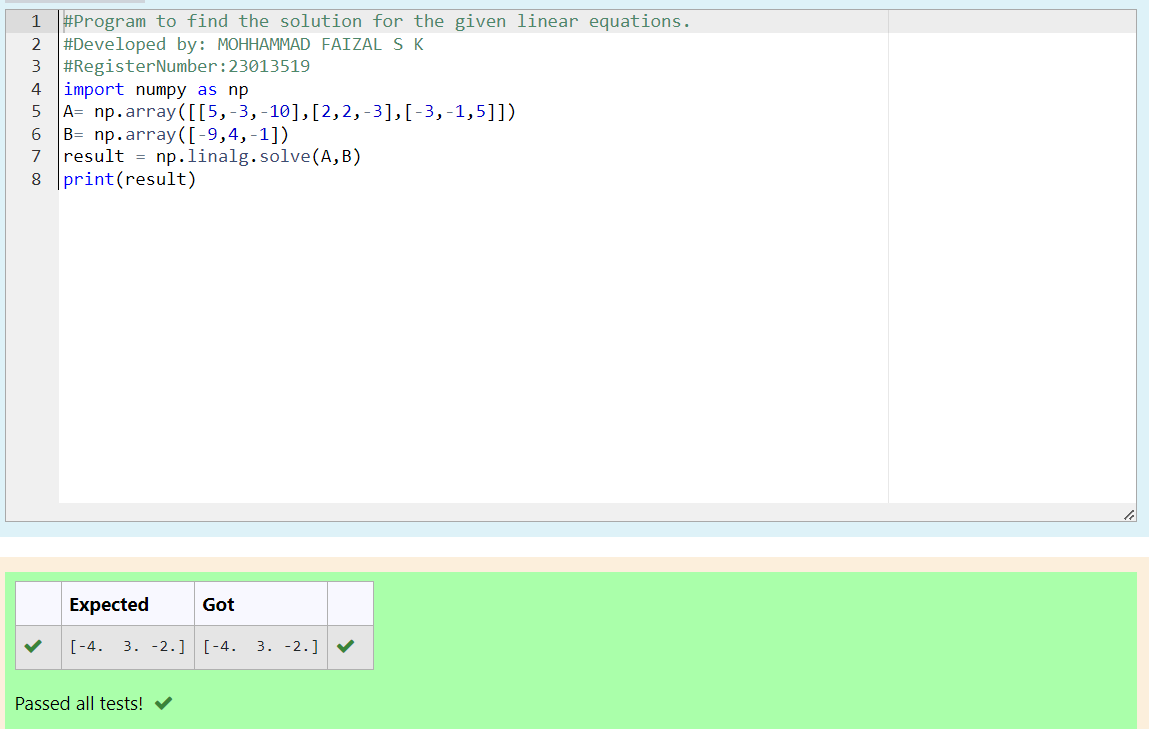 1 #Program to find the solution for the given linear equations.
2 #Developed by: MOHHAMMAD FAIZAL S K
3 #RegisterNumber:23013519
4 import numpy as np
5 A= np.array([[5,-3,-10],[2,2,-3],[-3,-1,5]])
6 B= np.array([-9,4,-1])
7 result = np.linalg.solve(A,B)
8 print(result)
Expected Got
[-4.  3. -2.] [-4.  3. -2.]
Passed all tests!